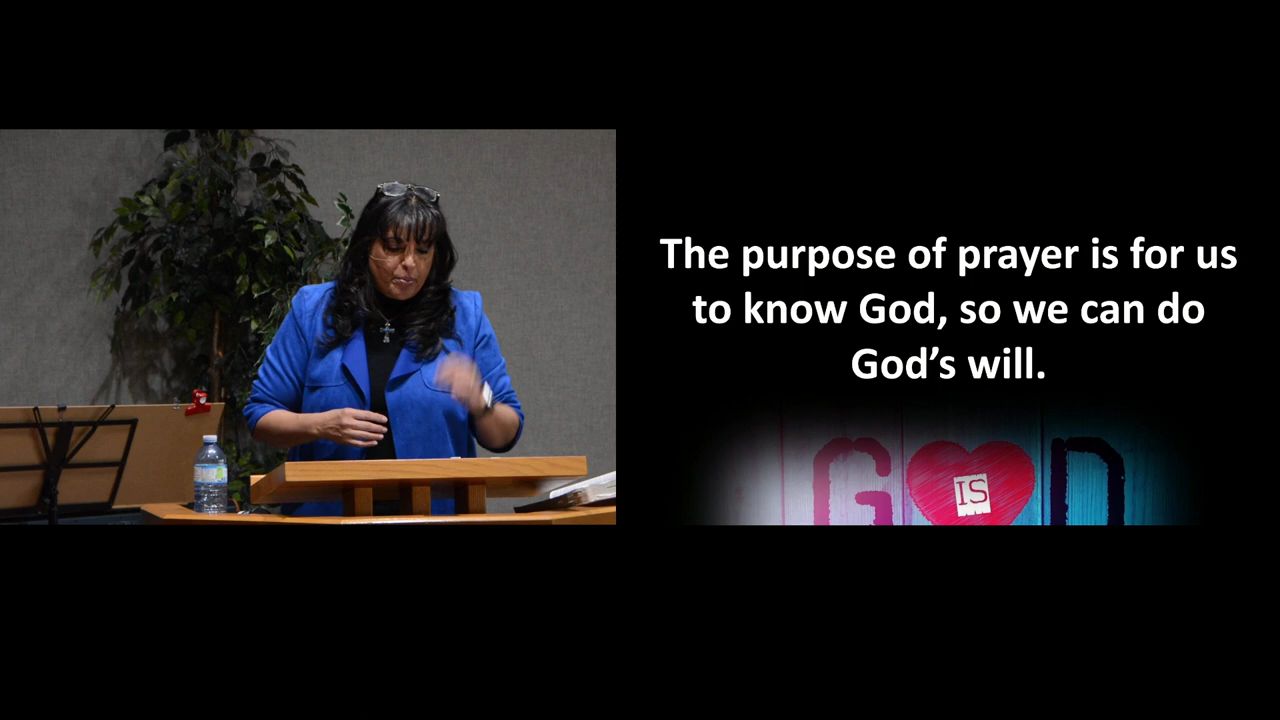 The purpose of prayer is for us
to know God, so we can do
God’s will.
G D
IS